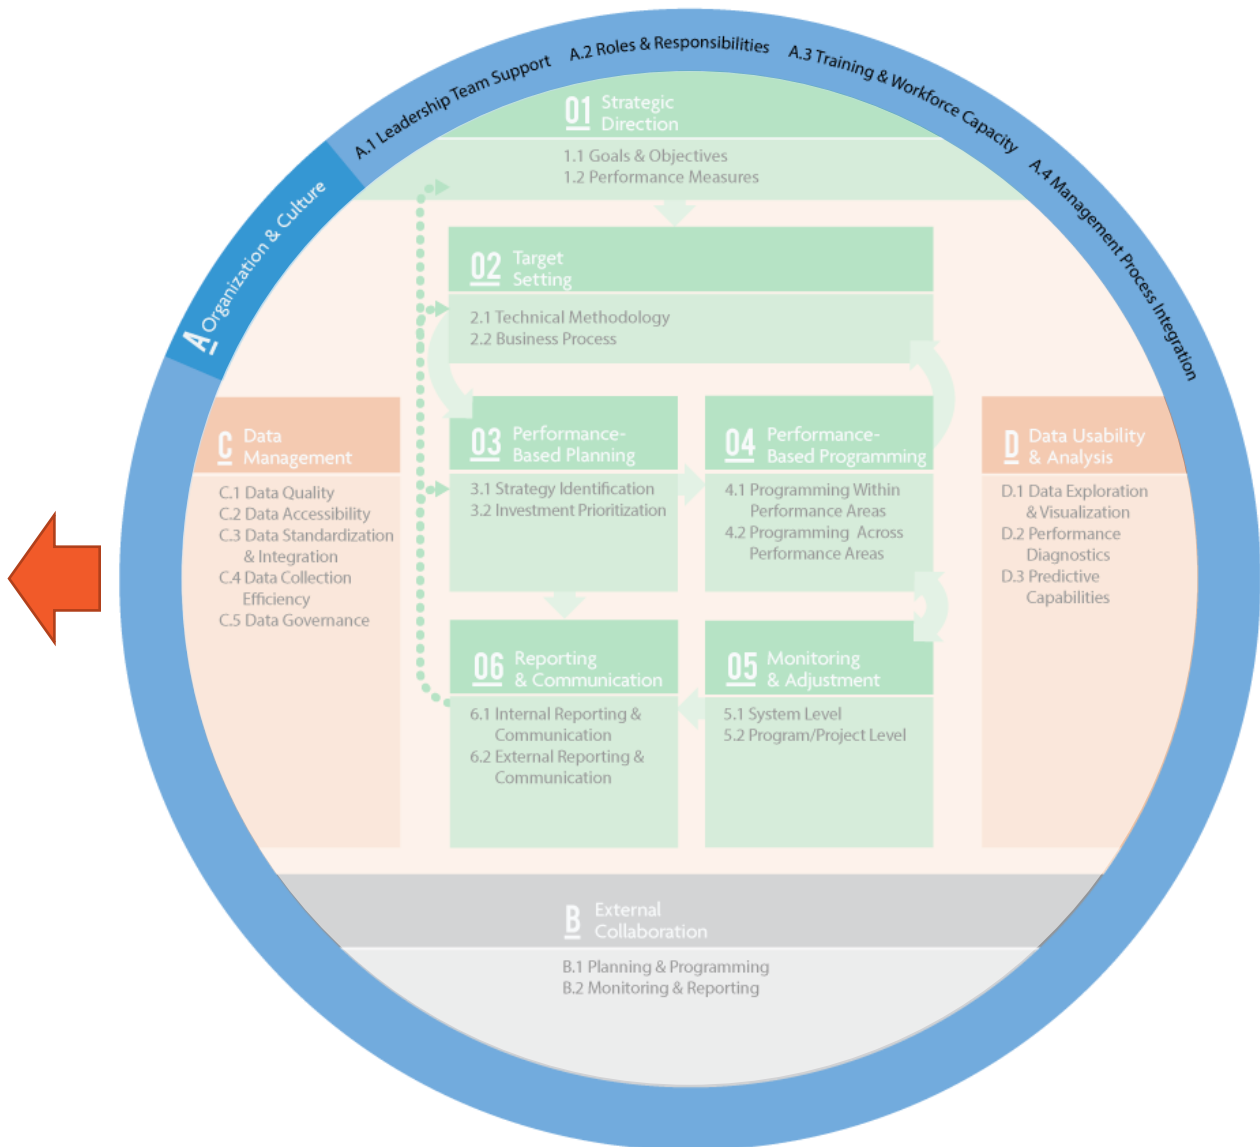 A.1 Leadership Team Support
A.2 Roles & Responsibilities
A.3 Training & Workforce Capacity
A.4 Management Process Integration
A Organization & Culture
01 Strategic
Direction
1.1 Goals & Objectives
1.2 Performance Measures
02 Target
Setting
2.1 Technical Methodology
2.2 Business Process
C Data
Management
C.1 Data Quality
C.2 Data Accessibility
C.3 Data Standardization
& Integration
C.4 Data Collection
Efficiency
C.5 Data Governance
03 Performance-
Based Planning
3.1 Strategy Identification
3.2 Investment Prioritization
04 Performance-
Based Programming
4.1 Programming Within
Performance Areas
4.2 Programming Across
Performance Areas
D Data Usability
& Analysis
D.1 Data Exploration
& Visualization
D.2 Performance
Diagnostics
D.3 Predictive
Capabilities
06 Reporting
& Communication
6.1 Internal Reporting &
Communication
6.2 External Reporting &
Communication
05 Monitoring
& Adjustment
5.1 System Level
5.2 Program/Project Level
B External
Collaboration
B.1 Planning & Programming
B.2 Monitoring & Reporting